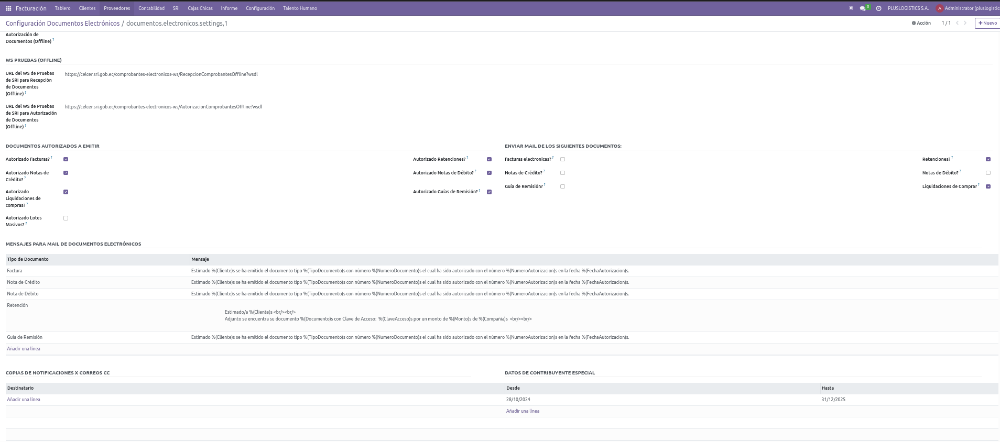 Facturación Tablero Clientes Proveedores Contabilidad SRI Cajas Chicas Informe Configuración Talento Humano 5 PLUSLOGISTICS S.A. A Administrator (pluslogistic
Configuración Documentos Electrónicos / documentos.electronicos.settings,1 Acción 1 / 1 Nuevo
Autorización de
Documentos (Offline) ?
WS PRUEBAS (OFFLINE)
URL del WS de Pruebas
de SRI para Recepción
de Documentos
(Offline) ?
https://celcer.sri.gob.ec/comprobantes-electronicos-ws/RecepcionComprobantesOffline?wsdl
URL del WS de Pruebas
de SRI para Autorización
de Documentos
(Offline) ?
https://celcer.sri.gob.ec/comprobantes-electronicos-ws/AutorizacionComprobantesOffline?wsdl
DOCUMENTOS AUTORIZADOS A EMITIR
Autorizado Facturas? ?
Autorizado Retenciones? ?
Autorizado Notas de
Crédito? ?
Autorizado Notas de Débito? ?
Autorizado
Liquidaciones de
compras? ?
Autorizado Guías de Remisión? ?
Autorizado Lotes
Masivos? ?
ENVIAR MAIL DE LOS SIGUIENTES DOCUMENTOS:
Facturas electronicas? ?
Retenciones? ?
Notas de Crédito? ?
Notas de Débito? ?
Guía de Remisión? ?
Liquidaciones de Compra? ?
MENSAJES PARA MAIL DE DOCUMENTOS ELECTRÓNICOS
Tipo de Documento Mensaje
Factura Estimado %(Cliente)s se ha emitido el documento tipo %(TipoDocumento)s con número %(NumeroDocumento)s el cual ha sido autorizado con el número %(NumeroAutorizacion)s en la fecha %(FechaAutorizacion)s.
Nota de Crédito Estimado %(Cliente)s se ha emitido el documento tipo %(TipoDocumento)s con número %(NumeroDocumento)s el cual ha sido autorizado con el número %(NumeroAutorizacion)s en la fecha %(FechaAutorizacion)s.
Nota de Débito Estimado %(Cliente)s se ha emitido el documento tipo %(TipoDocumento)s con número %(NumeroDocumento)s el cual ha sido autorizado con el número %(NumeroAutorizacion)s en la fecha %(FechaAutorizacion)s.
Retención
Estimado/a %(Cliente)s <br/><br/>
Adjunto se encuentra su documento %(Documento)s con Clave de Acceso: %(ClaveAcceso)s por un monto de %(Monto)s de %(Compañia)s <br/><br/>
Guia de Remisión Estimado %(Cliente)s se ha emitido el documento tipo %(TipoDocumento)s con número %(NumeroDocumento)s el cual ha sido autorizado con el número %(NumeroAutorizacion)s en la fecha %(FechaAutorizacion)s.
Añadir una línea
COPIAS DE NOTIFICACIONES X CORREOS CC
Destinatario
Añadir una línea
DATOS DE CONTRIBUYENTE ESPECIAL
Desde Hasta
28/10/2024 31/12/2025
Añadir una línea